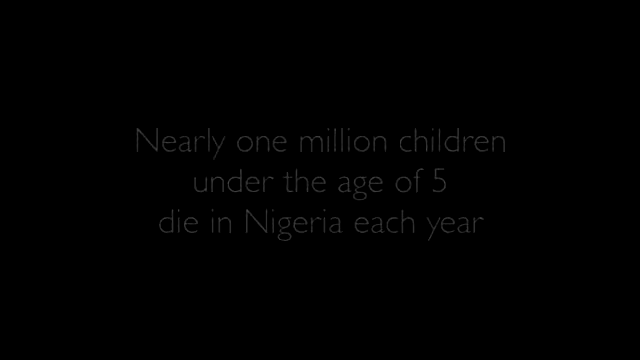 Nearly one million children
under the age of 5
die in Nigeria each year